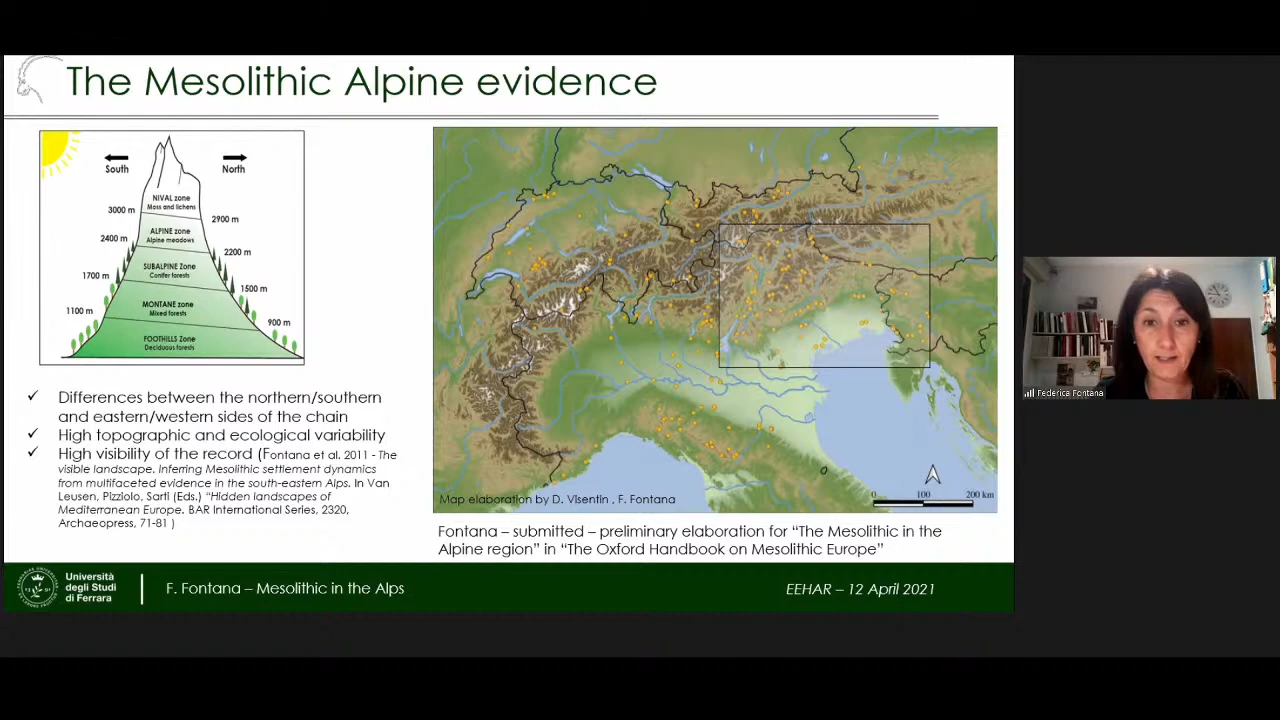 The Mesolithic Alpine evidence
South
North
NIVAL zone
Moss and lichens
3000 m
2900 m
ALPINE zone
Alpine meadows
2400 m
2200 m
SUBALPINE Zone
Conifer forests
1700 m
1500 m
MONTANE zone
Mixed forests
1100 m
900 m
FOOTHILLS Zone
Deciduous forests
✓ Differences between the northern/southern
and eastern/western sides of the chain
✓ High topographic and ecological variability
✓ High visibility of the record (Fontana et al. 2011 - The
visible landscape. Inferring Mesolithic settlement dynamics
from multifaceted evidence in the south-eastern Alps. In Van
Leusen, Pizziolo, Sarti (Eds.) “Hidden landscapes of
Mediterranean Europe. BAR International Series, 2320,
Archaeopress, 71-81 )
Map elaboration by D. Visentin , F. Fontana
0 100 200 km
Fontana – submitted – preliminary elaboration for “The Mesolithic in the
Alpine region” in “The Oxford Handbook on Mesolithic Europe”
Federica Fontana
Università
degli Studi
di Ferrara
F. Fontana – Mesolithic in the Alps
EEHAR – 12 April 2021